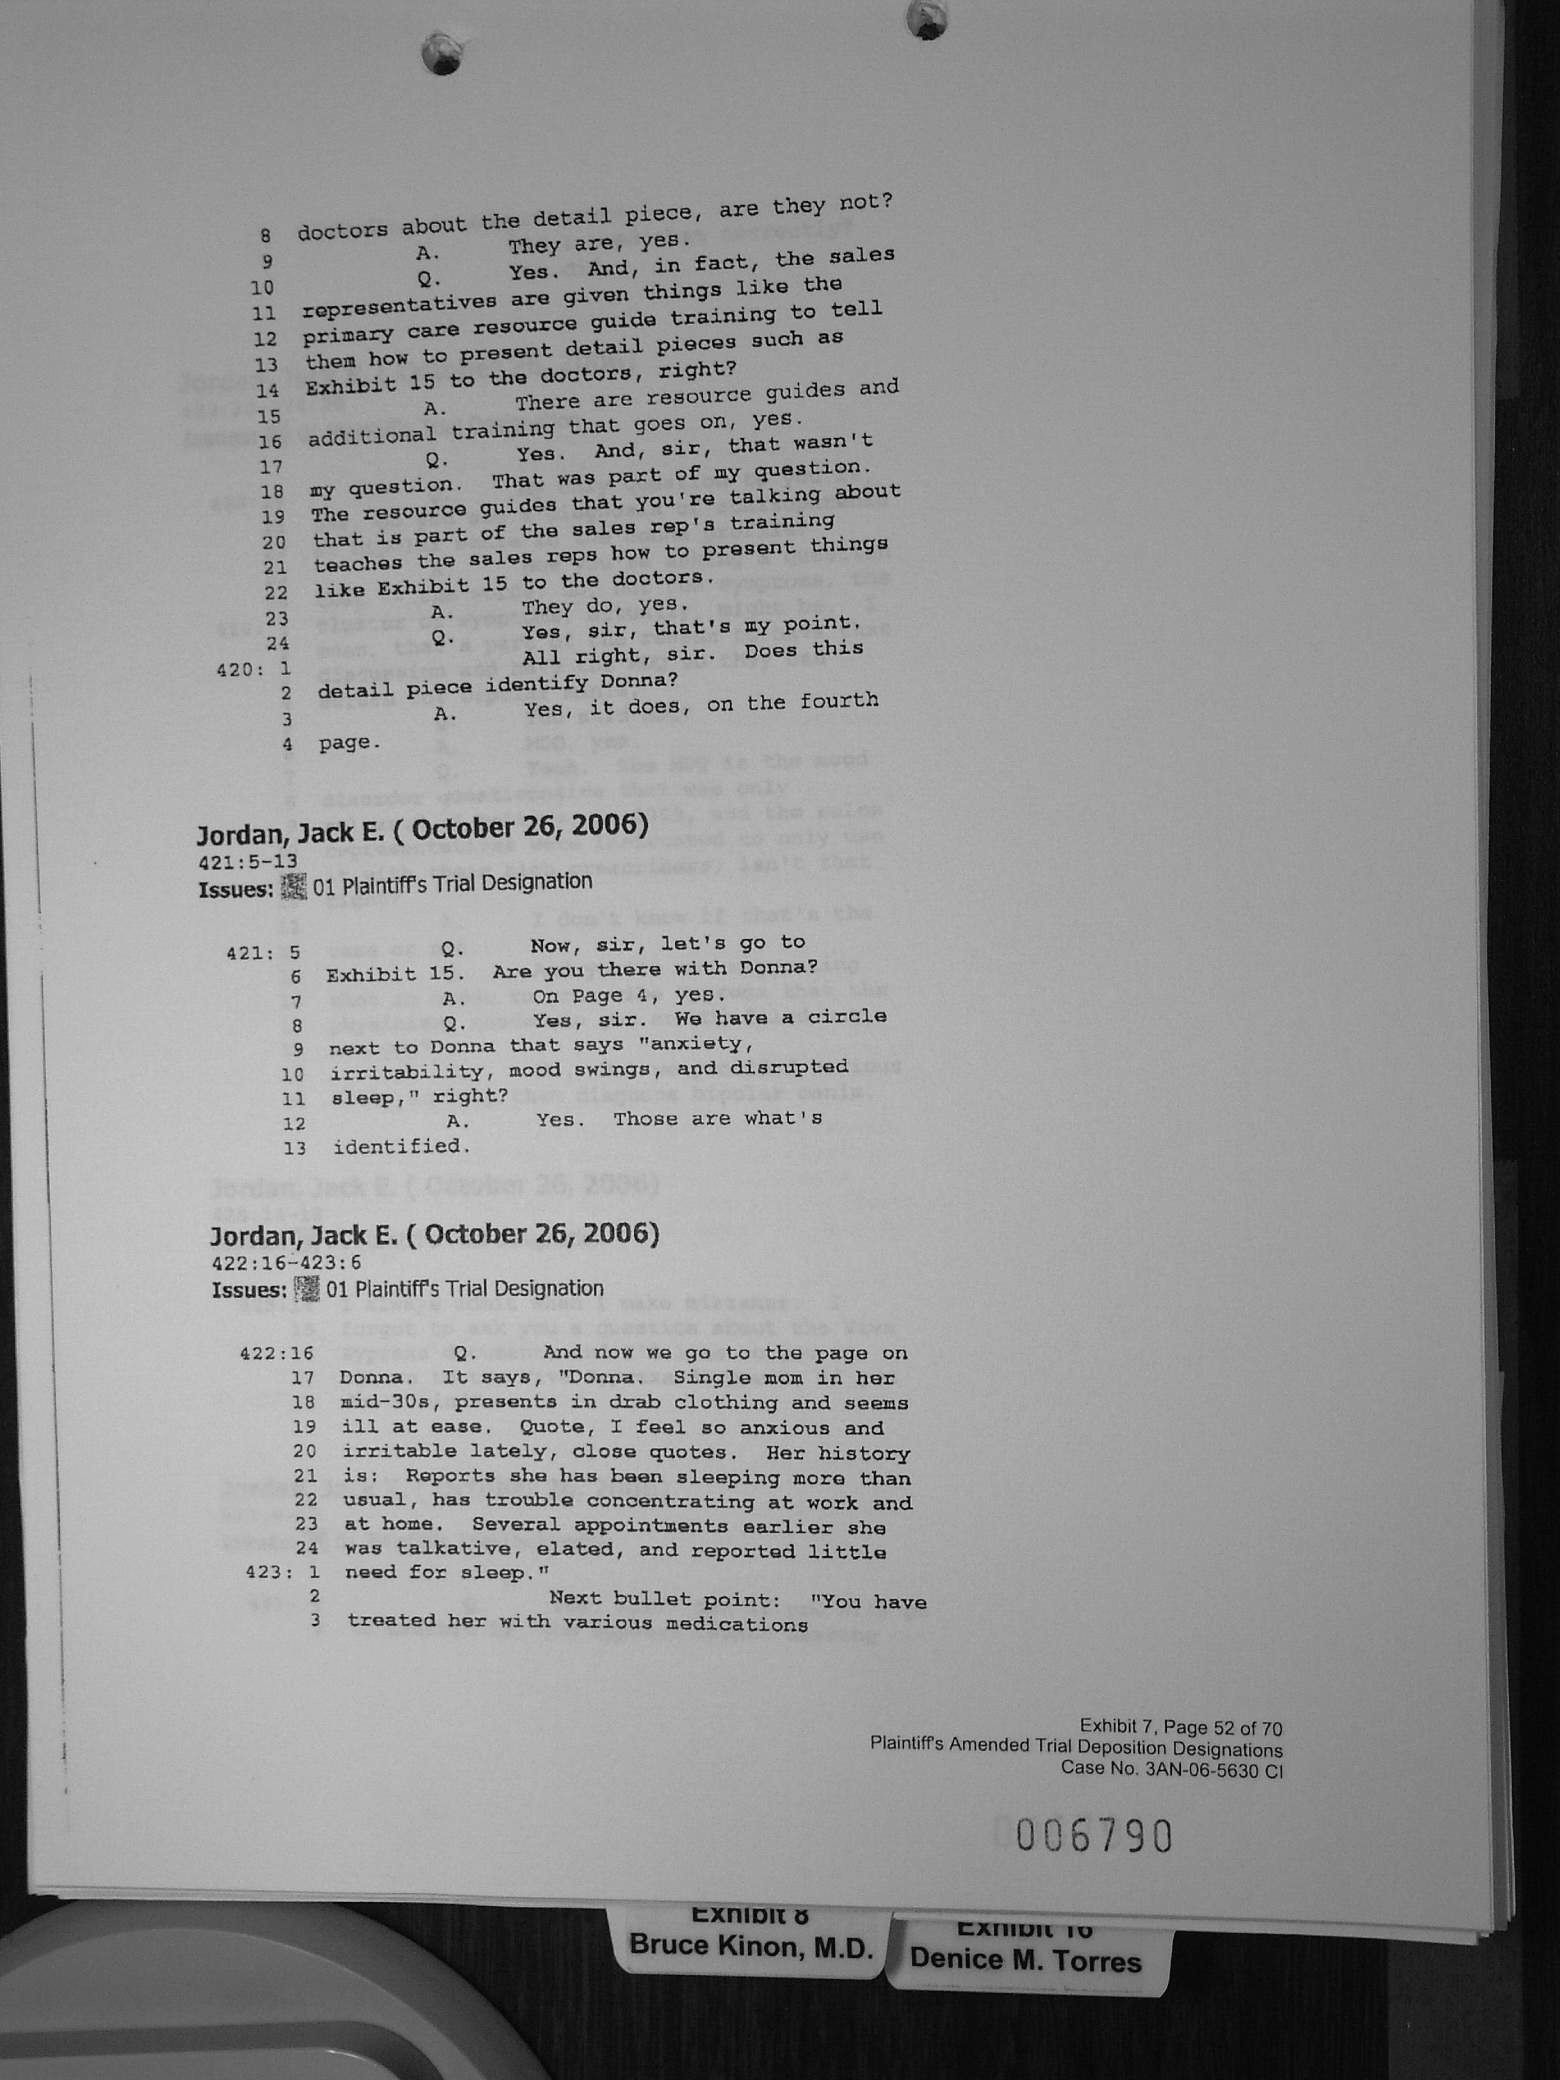 8 doctors about the detail piece, are they not?
9 A. They are, yes.
10 Q. Yes. And, in fact, the sales
11 representatives are given things like the
12 primary care resource guide training to tell
13 them how to present detail pieces such as
14 Exhibit 15 to the doctors, right?
15 A. There are resource guides and
16 additional training that goes on, yes.
17 Q. Yes. And, sir, that wasn't
18 my question. That was part of my question.
19 The resource guides that you're talking about
20 that is part of the sales rep's training
21 teaches the sales reps how to present things
22 like Exhibit 15 to the doctors.
23 A. They do, yes.
24 Q. Yes, sir, that's my point.
420: 1 All right, sir. Does this
2 detail piece identify Donna?
3 A. Yes, it does, on the fourth
4 page.
Jordan, Jack E. ( October 26, 2006)
421:5-13
Issues: 01 Plaintiff's Trial Designation
421: 5 Q. Now, sir, let's go to
6 Exhibit 15. Are you there with Donna?
7 A. On Page 4, yes.
8 Q. Yes, sir. We have a circle
9 next to Donna that says "anxiety,
10 irritability, mood swings, and disrupted
11 sleep," right?
12 A. Yes. Those are what's
13 identified.
Jordan, Jack E. ( October 26, 2006)
422:16-423:6
Issues: 01 Plaintiff's Trial Designation
422:16 Q. And now we go to the page on
17 Donna. It says, "Donna. Single mom in her
18 mid-30s, presents in drab clothing and seems
19 ill at ease. Quote, I feel so anxious and
20 irritable lately, close quotes. Her history
21 is: Reports she has been sleeping more than
22 usual, has trouble concentrating at work and
23 at home. Several appointments earlier she
24 was talkative, elated, and reported little
423: 1 need for sleep."
2 Next bullet point: "You have
3 treated her with various medications
Exhibit 7, Page 52 of 70
Plaintiff's Amended Trial Deposition Designations
Case No. 3AN-06-5630 CI
006790
Exhibit 8
Bruce Kinon, M.D.
Exhibit 16
Denice M. Torres